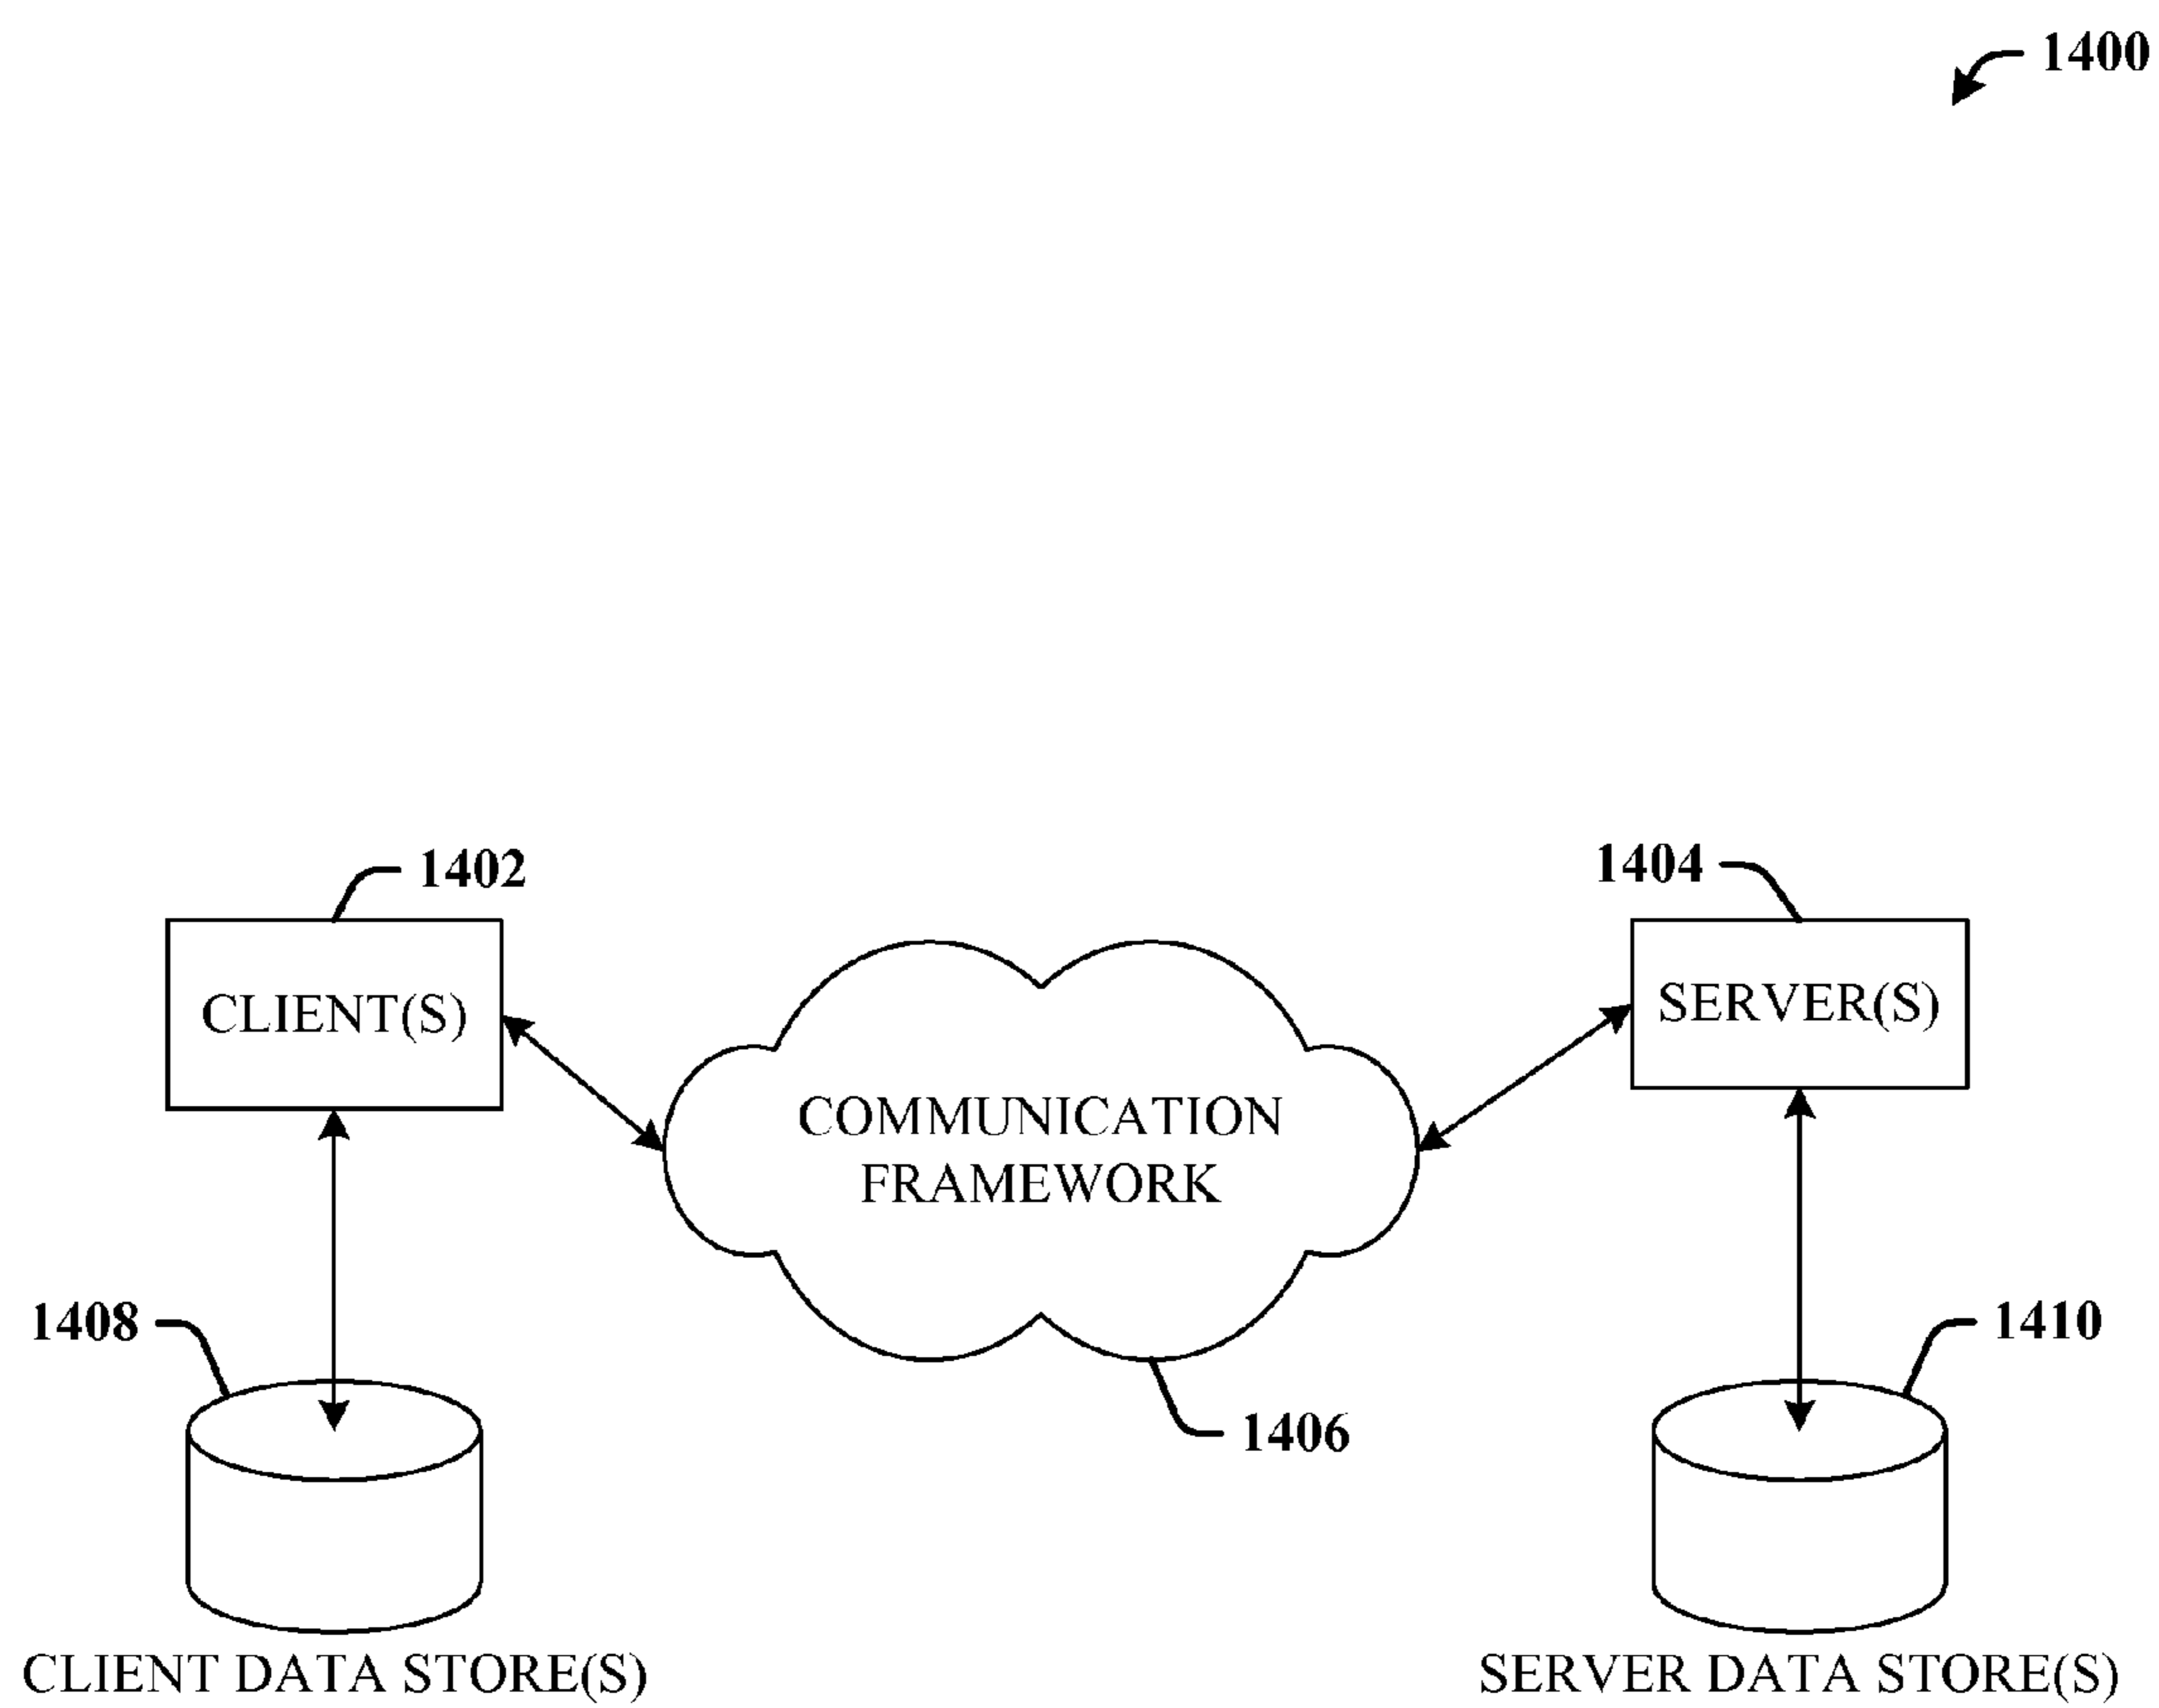 1400
1402
1404
CLIENT(S)
SERVER(S)
COMMUNICATION
FRAMEWORK
1408
1410
1406
CLIENT DATA STORE(S)
SERVER DATA STORE(S)